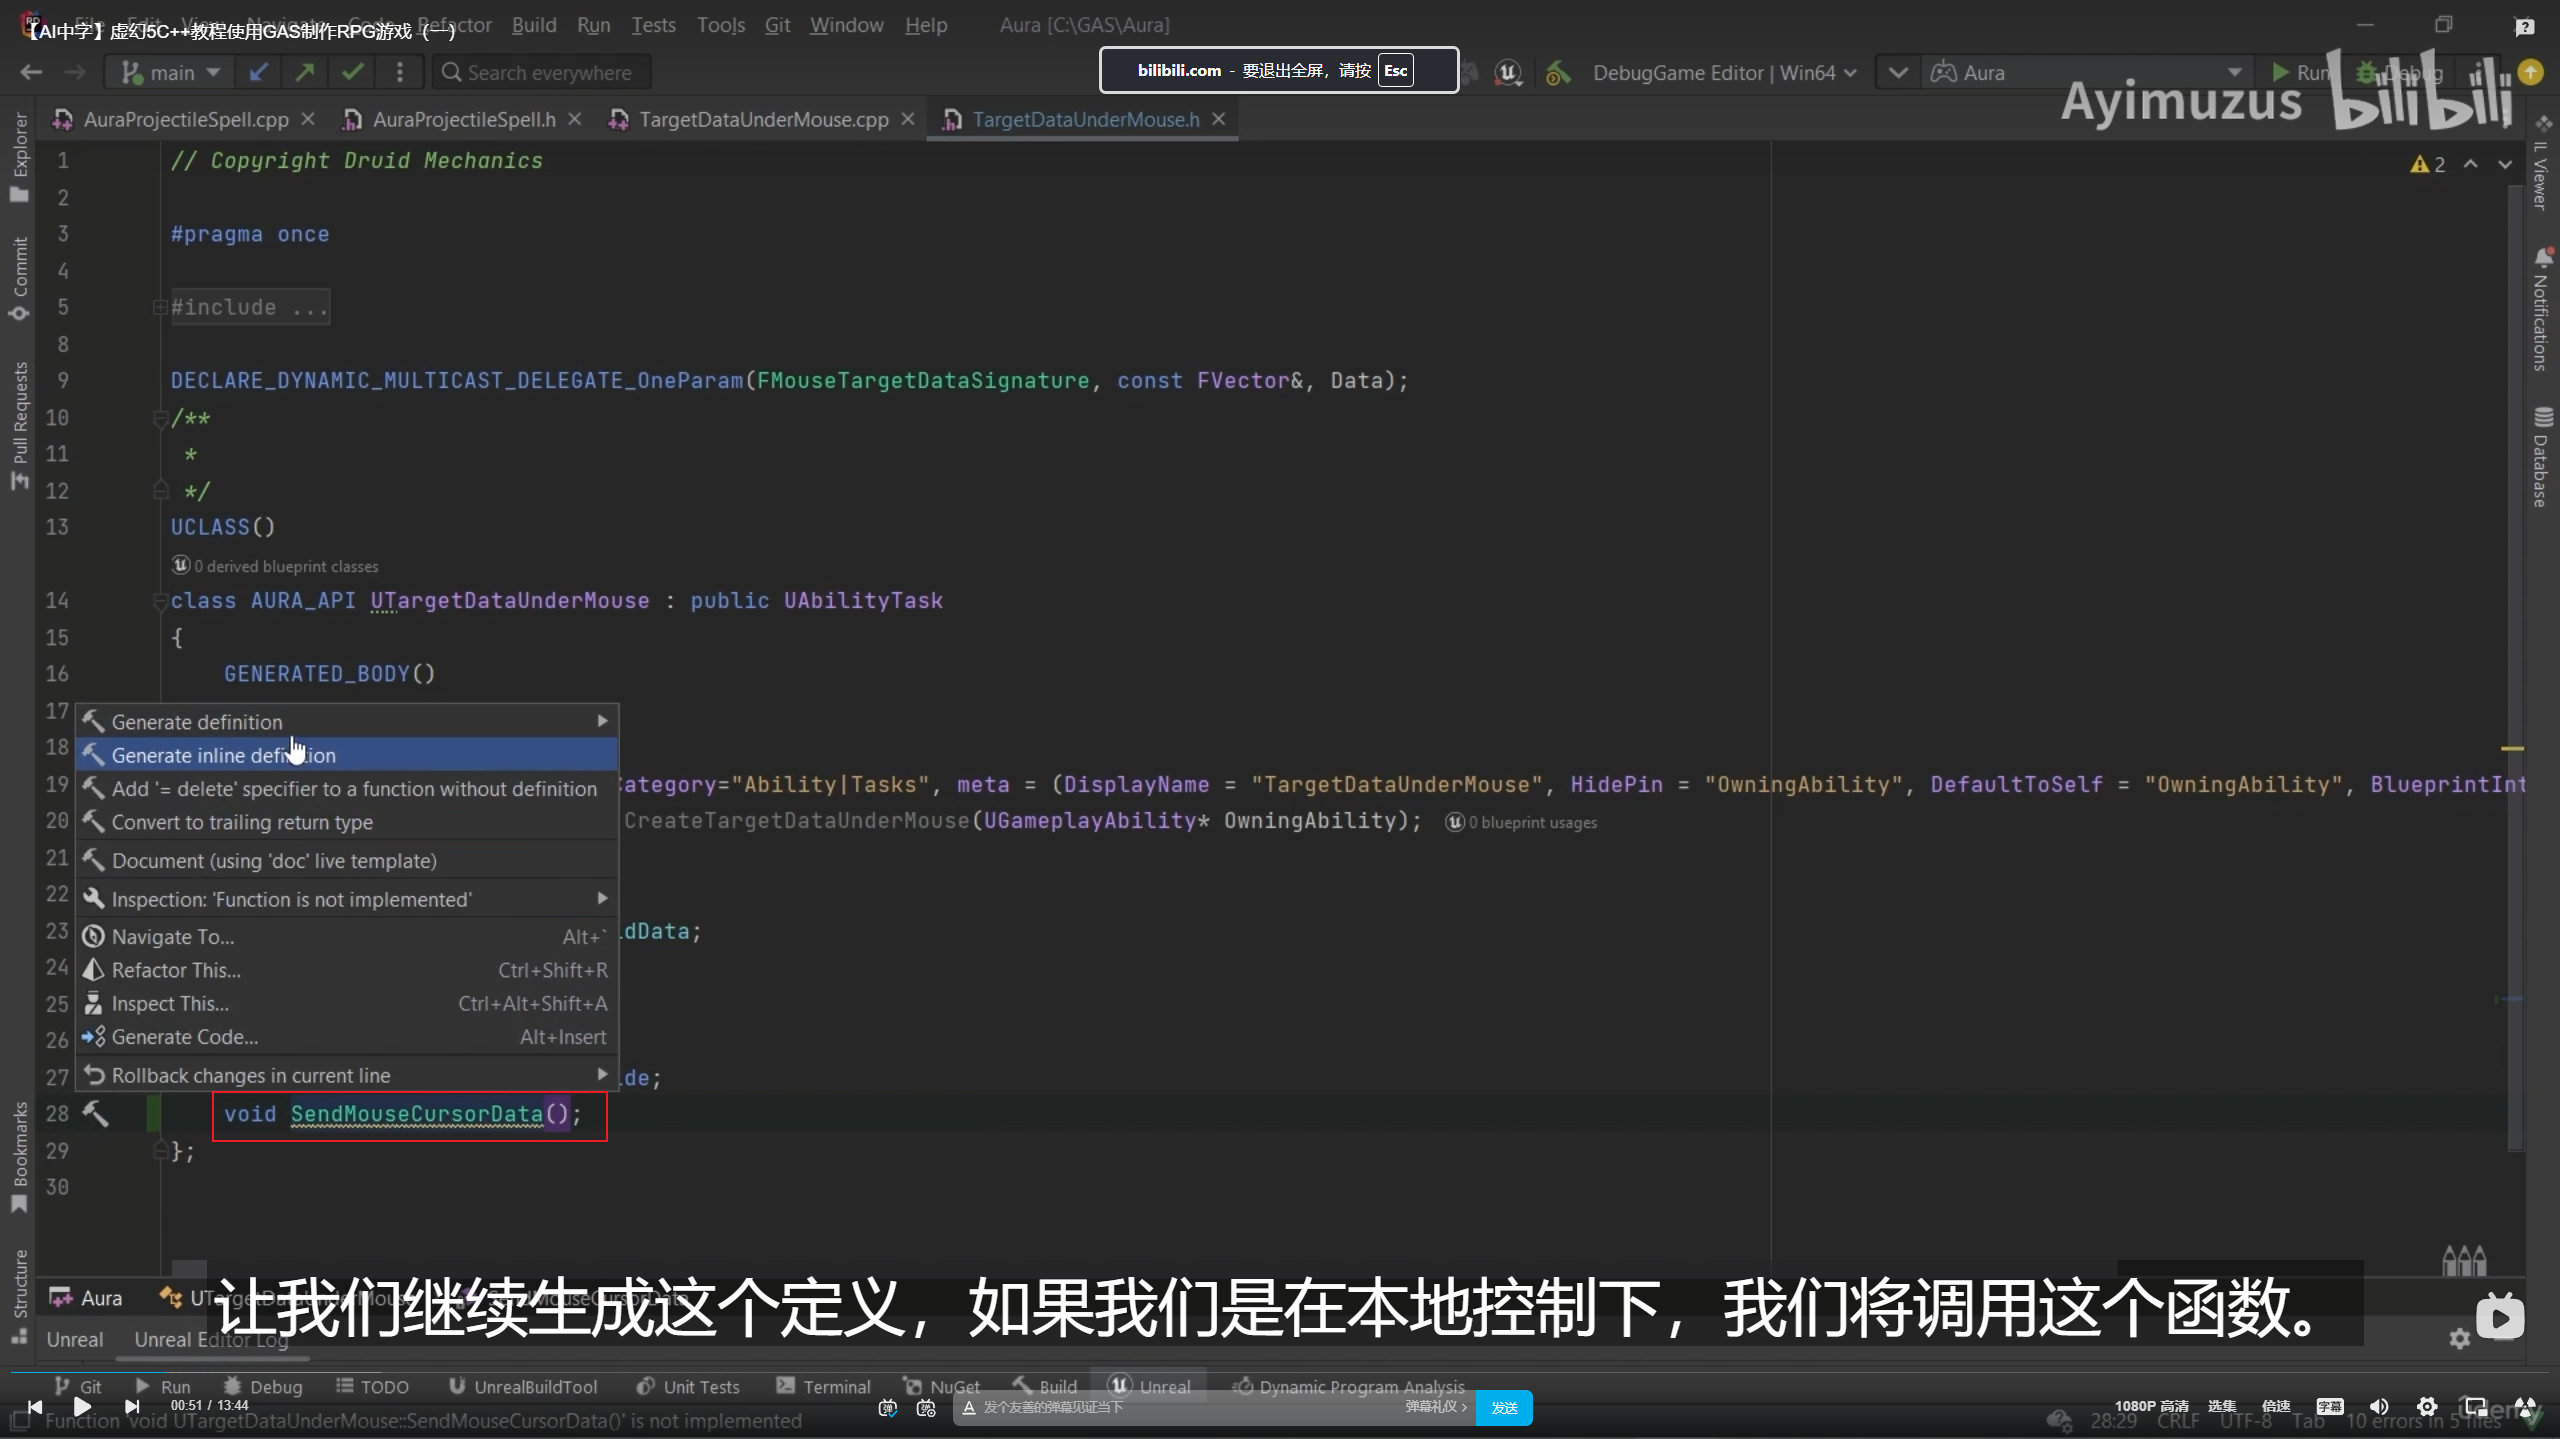 【AI中字】虚幻5C++教程使用GAS制作RPG游戏（一）
File Edit View Navigate Code Refactor Build Run Tests Tools Git Window Help Aura [C:\GAS\Aura]
main Search everywhere
bilibili.com - 要退出全屏，请按 Esc
DebugGame Editor | Win64 Aura Run Debug
Ayimuzus bilibili
AuraProjectileSpell.cpp AuraProjectileSpell.h TargetDataUnderMouse.cpp TargetDataUnderMouse.h
Explorer
Commit
Pull Requests
Bookmarks
Structure
IL Viewer
Notifications
Database
2
1 // Copyright Druid Mechanics
2
3 #pragma once
4
5 #include ...
8
9 DECLARE_DYNAMIC_MULTICAST_DELEGATE_OneParam(FMouseTargetDataSignature, const FVector&, Data);
10 /**
11 *
12 */
13 UCLASS()
0 derived blueprint classes
14 class AURA_API UTargetDataUnderMouse : public UAbilityTask
15 {
16 GENERATED_BODY()
17
Generate definition
18
Generate inline definition
19 ategory="Ability|Tasks", meta = (DisplayName = "TargetDataUnderMouse", HidePin = "OwningAbility", DefaultToSelf = "OwningAbility", BlueprintInt
Add '= delete' specifier to a function without definition
20 CreateTargetDataUnderMouse(UGameplayAbility* OwningAbility); 0 blueprint usages
Convert to trailing return type
21
Document (using 'doc' live template)
22
Inspection: 'Function is not implemented'
23 dData;
Navigate To... Alt+`
24
Refactor This... Ctrl+Shift+R
25
Inspect This... Ctrl+Alt+Shift+A
26
Generate Code... Alt+Insert
27 de;
Rollback changes in current line
28 void SendMouseCursorData();
29 };
30
Aura UTargetDataUnderMouse SendMouseCursorData
让我们继续生成这个定义，如果我们是在本地控制下，我们将调用这个函数。
Unreal Unreal Editor Log
Git Run Debug TODO UnrealBuildTool Unit Tests Terminal NuGet Build Unreal Dynamic Program Analysis
00:51 / 13:44
发个友善的弹幕见证当下 弹幕礼仪 > 发送
1080P 高清 选集 倍速 字幕
Function 'void UTargetDataUnderMouse::SendMouseCursorData()' is not implemented
28:29 CRLF UTF-8 Tab 10 errors in 5 files